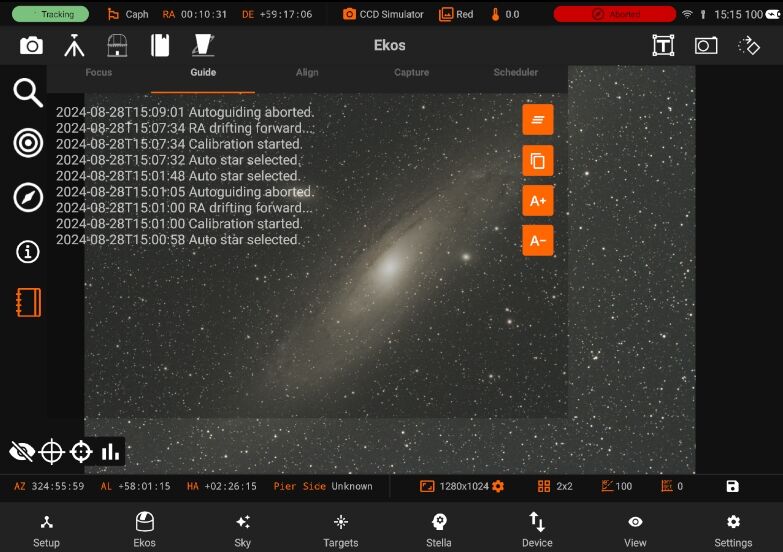 Tracking Caph RA 00:10:31 DE +59:17:06 CCD Simulator Red 0.0 Aborted 15:15 100
Ekos
Focus Guide Align Capture Scheduler
2024-08-28T15:09:01 Autoguiding aborted.
2024-08-28T15:07:34 RA drifting forward...
2024-08-28T15:07:34 Calibration started.
2024-08-28T15:07:32 Auto star selected.
2024-08-28T15:01:48 Auto star selected.
2024-08-28T15:01:05 Autoguiding aborted.
2024-08-28T15:01:00 RA drifting forward...
2024-08-28T15:01:00 Calibration started.
2024-08-28T15:00:58 Auto star selected.
A+
A-
AZ 324:55:59 AL +58:01:15 HA +02:26:15 Pier Side Unknown 1280x1024 2x2 100 0
Setup Ekos Sky Targets Stella Device View Settings